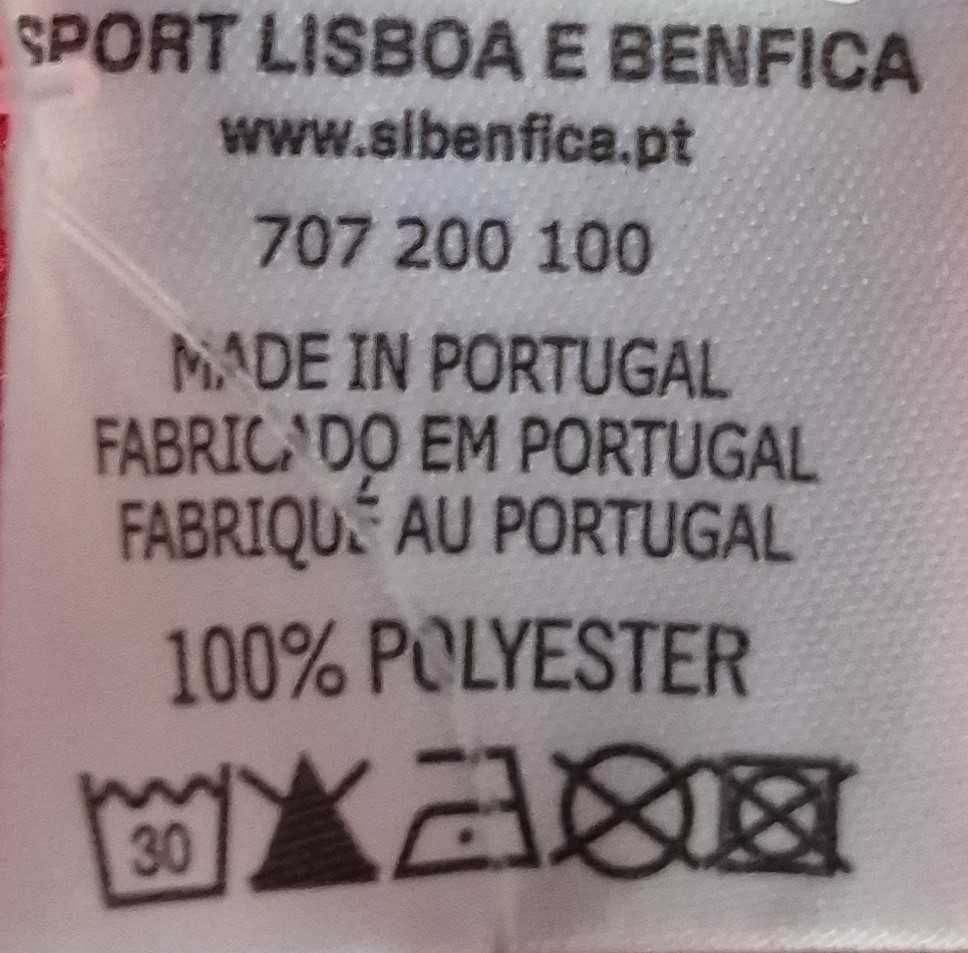 SPORT LISBOA E BENFICA
www.slbenfica.pt
707 200 100
MADE IN PORTUGAL
FABRICADO EM PORTUGAL
FABRIQUÉ AU PORTUGAL
100% POLYESTER
30